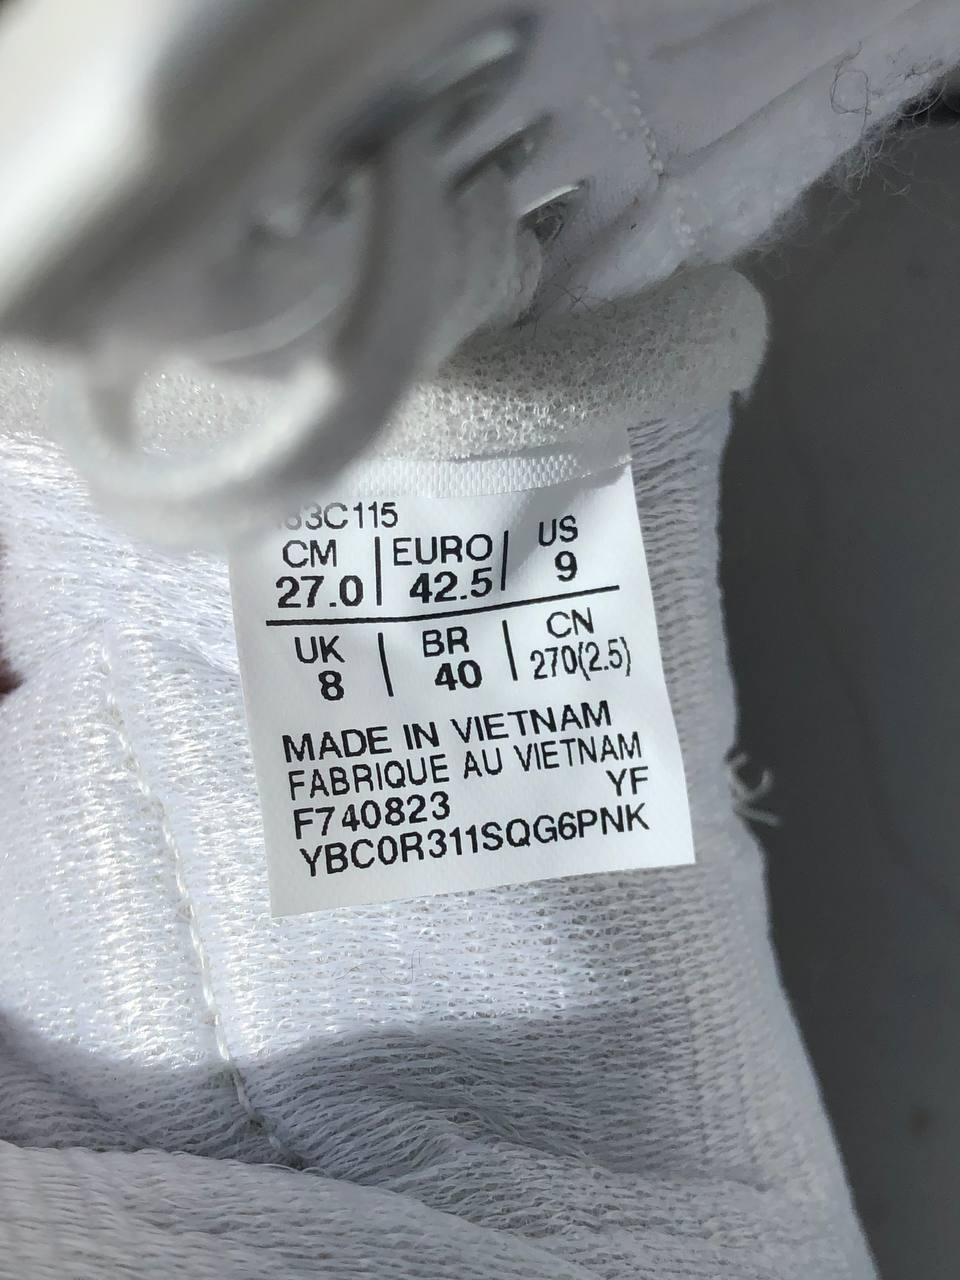 83C115
CM | EURO | US
27.0 | 42.5 | 9
UK | BR | CN
8 | 40 | 270(2.5)
MADE IN VIETNAM
FABRIQUE AU VIETNAM
F740823 YF
YBC0R311SQG6PNK